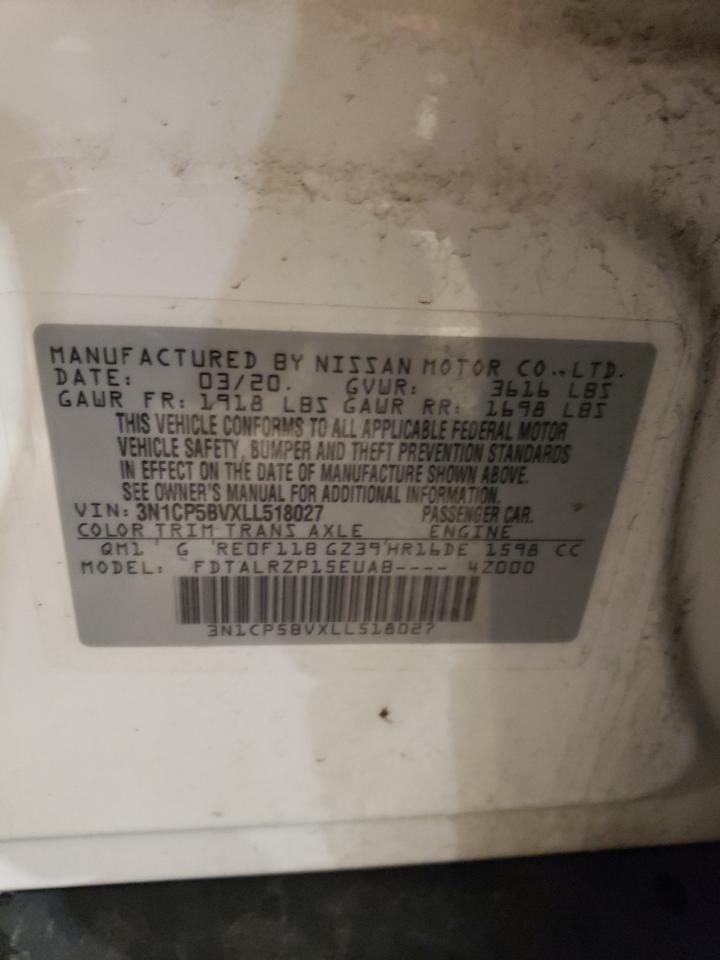 MANUFACTURED BY NISSAN MOTOR CO.,LTD.
DATE: 03/20. GVWR: 3616 LBS
GAWR FR: 1918 LBS GAWR RR: 1698 LBS
THIS VEHICLE CONFORMS TO ALL APPLICABLE FEDERAL MOTOR
VEHICLE SAFETY, BUMPER AND THEFT PREVENTION STANDARDS
IN EFFECT ON THE DATE OF MANUFACTURE SHOWN ABOVE.
SEE OWNER'S MANUAL FOR ADDITIONAL INFORMATION.
VIN: 3N1CP5BVXLL518027 PASSENGER CAR.
COLOR TRIM TRANS AXLE ENGINE
QM1 G RE0F11B GZ39 HR16DE 1598 CC
MODEL: FDTALRZP15EUAB---- 4Z000
3N1CP5BVXLL518027